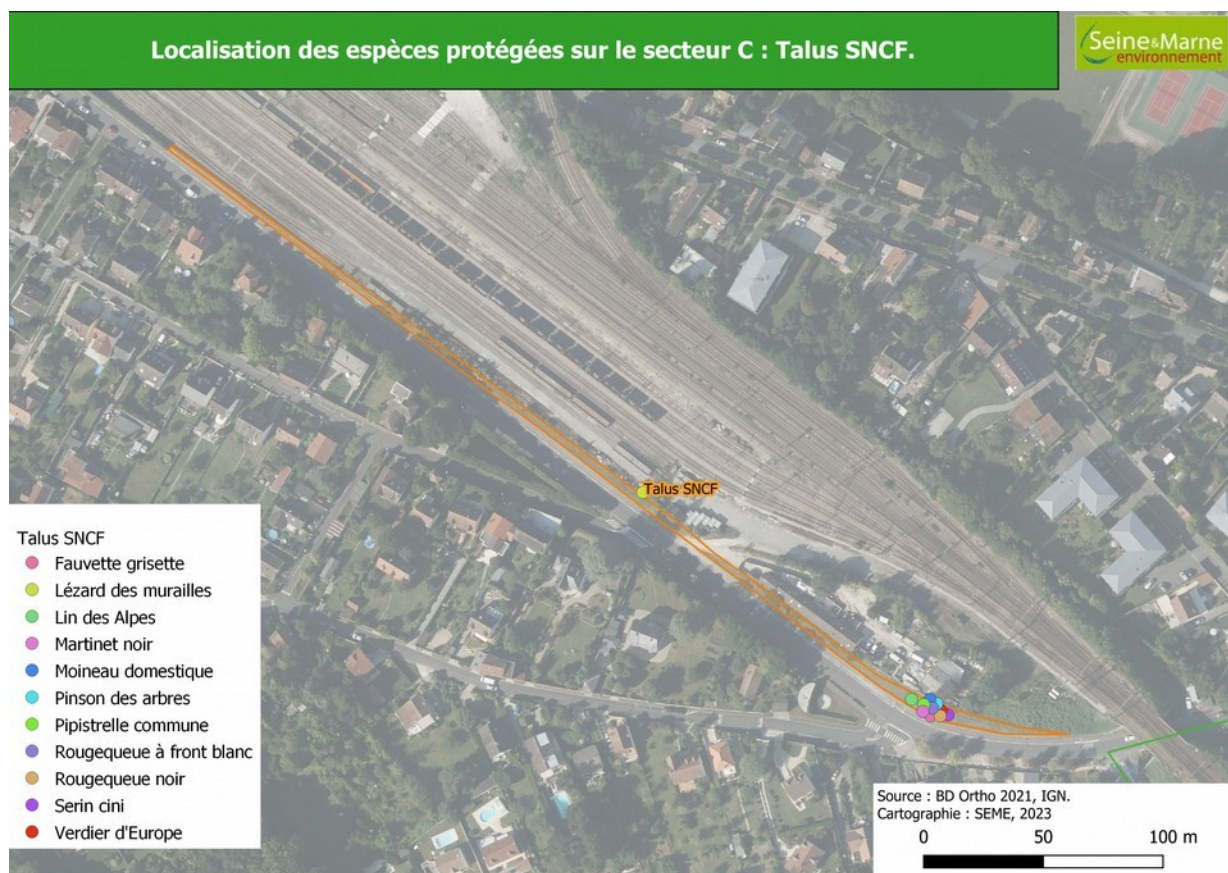 Localisation des espèces protégées sur le secteur C : Talus SNCF.
Seine&Marne
environnement
Talus SNCF
Talus SNCF
Fauvette grisette
Lézard des murailles
Lin des Alpes
Martinet noir
Moineau domestique
Pinson des arbres
Pipistrelle commune
Rougequeue à front blanc
Rougequeue noir
Serin cini
Verdier d'Europe
Source : BD Ortho 2021, IGN.
Cartographie : SEME, 2023
0 50 100 m